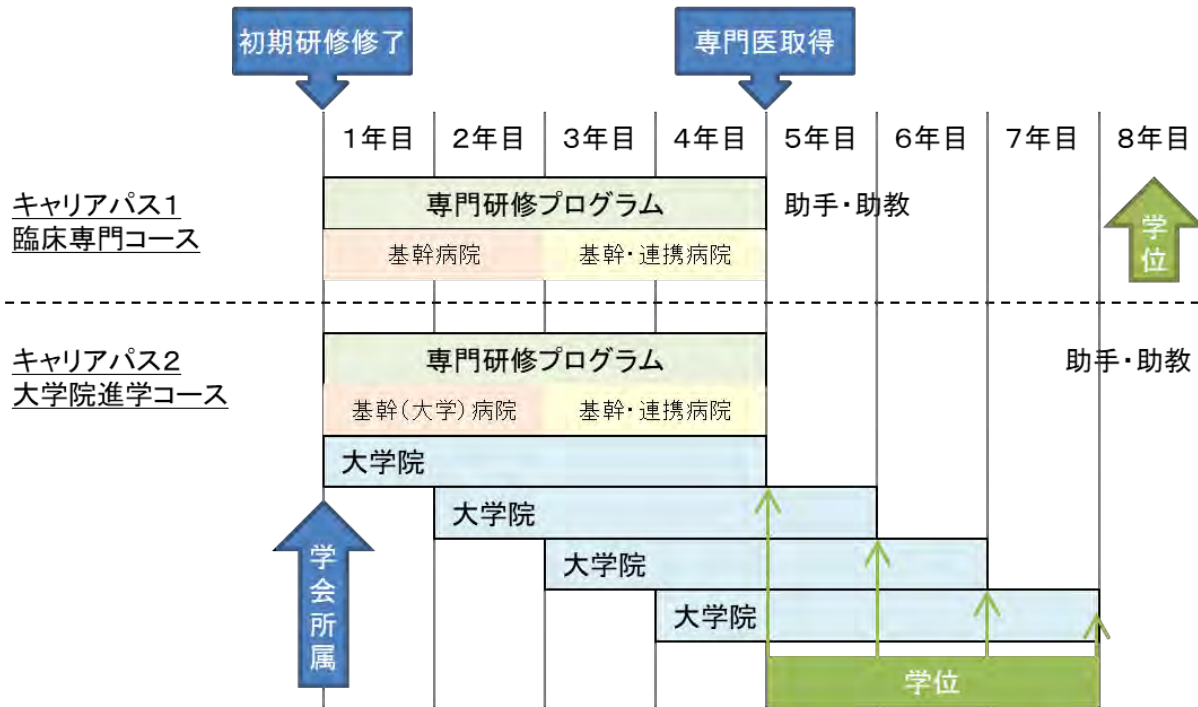 初期研修修了
専門医取得
1年目
2年目
3年目
4年目
5年目
6年目
7年目
8年目
キャリアパス1
臨床専門コース
専門研修プログラム
助手・助教
基幹病院
基幹・連携病院
学位
キャリアパス2
大学院進学コース
専門研修プログラム
助手・助教
基幹(大学)病院
基幹・連携病院
大学院
大学院
大学院
大学院
学会所属
学位